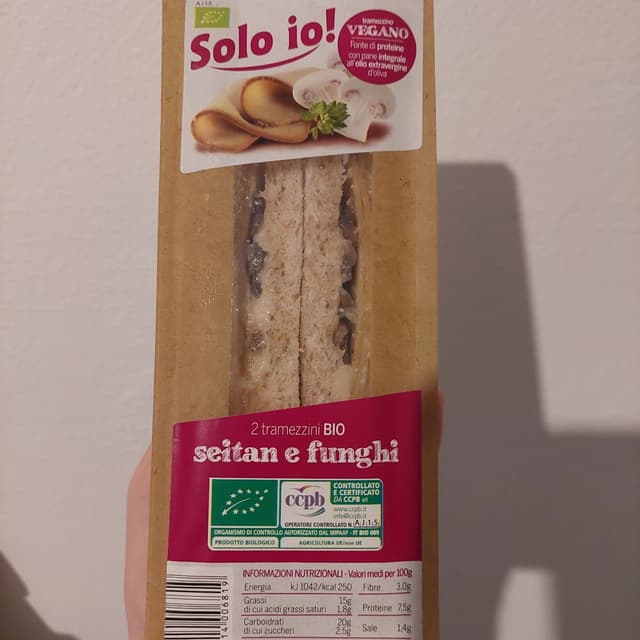 AJ15
Solo io!
tramezzino
VEGANO
Fonte di proteine
con pane integrale
all'olio extravergine
d'oliva
2 tramezzini BIO
seitan e funghi
ccpb
CONTROLLATO
E CERTIFICATO
DA CCPB srl
www.ccpb.it
info@ccpb.it
OPERATORE CONTROLLATO N. AJ15
ORGANISMO DI CONTROLLO AUTORIZZATO DAL MIPAAF - IT BIO 009
PRODOTTO BIOLOGICO AGRICOLTURA UE/non UE
INFORMAZIONI NUTRIZIONALI - Valori medi per 100g
Energia kJ 1042/kcal 250 Fibre 3,0g
Grassi 15g
di cui acidi grassi saturi 1,8g Proteine 7,5g
Carboidrati 20g
di cui zuccheri 2,5g Sale 1,4g